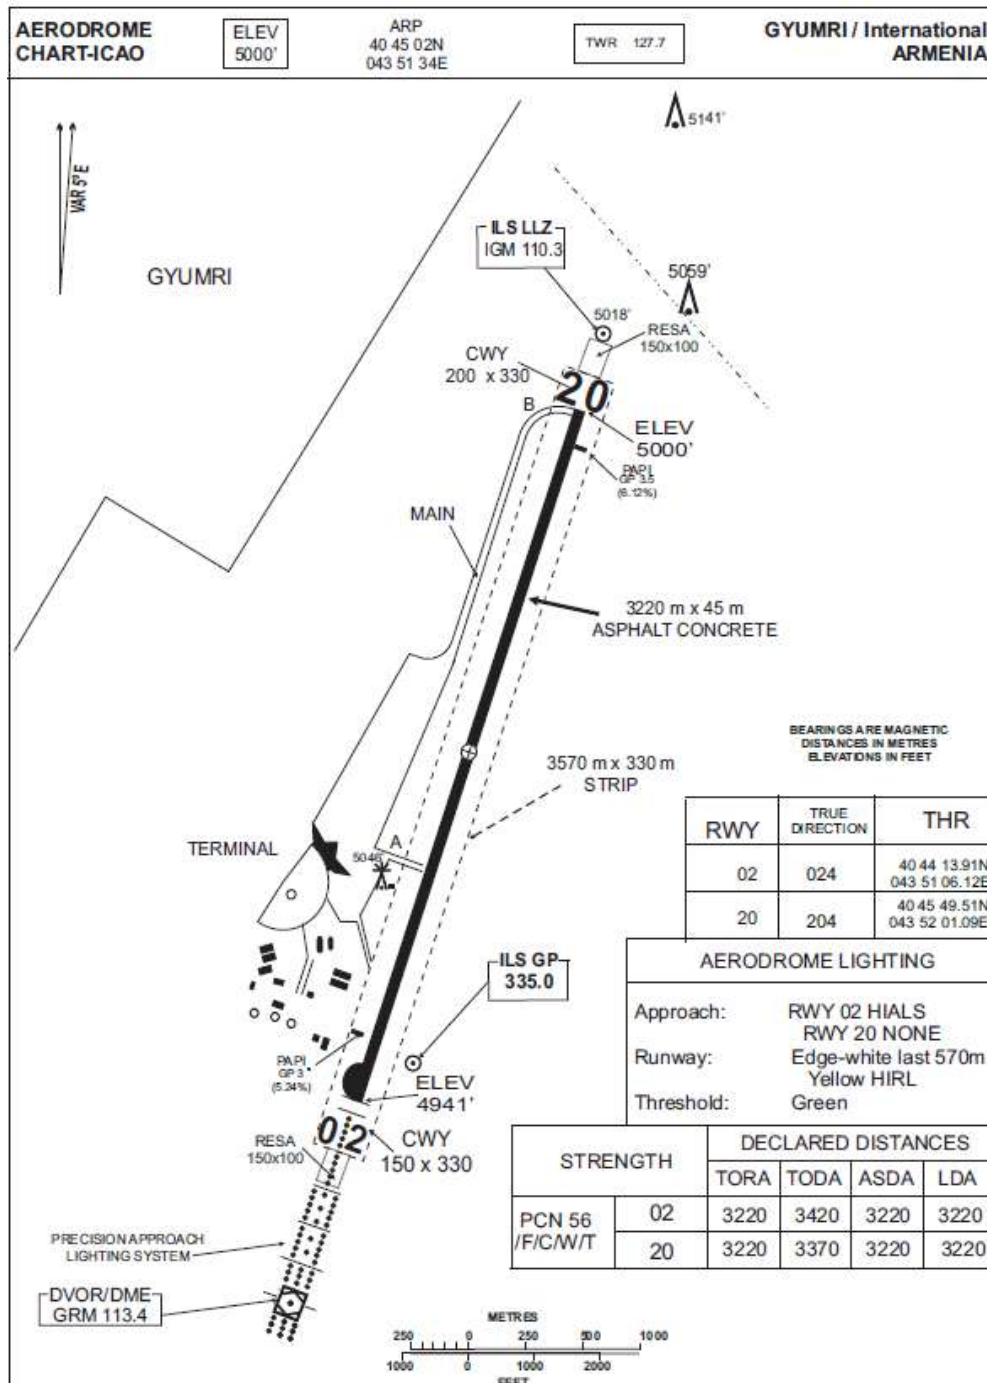 AERODROME
CHART-ICAO
ELEV
5000'
ARP
40 45 02N
043 51 34E
TWR 127.7
GYUMRI / International
ARMENIA
5141'
VAR 5° E
ILS LLZ
IGM 110.3
GYUMRI
5059'
5018'
RESA
150x100
CWY
200 x 330
20
B
ELEV
5000'
PAPI
GP 3.5
(6.12%)
MAIN
3220 m x 45 m
ASPHALT CONCRETE
BEARINGS ARE MAGNETIC
DISTANCES IN METRES
ELEVATIONS IN FEET
3570 m x 330 m
STRIP
RWY
TRUE
DIRECTION
THR
02
024
40 44 13.91N
043 51 06.12E
20
204
40 45 49.51N
043 52 01.09E
TERMINAL
A
5046'
ILS GP
335.0
AERODROME LIGHTING
Approach: RWY 02 HIALS
RWY 20 NONE
Runway: Edge-white last 570m
Yellow HIRL
Threshold: Green
PAPI
GP 3
(5.24%)
ELEV
4941'
02
CWY
150 x 330
RESA
150x100
STRENGTH
DECLARED DISTANCES
TORA TODA ASDA LDA
PCN 56
/F/C/W/T
02 3220 3420 3220 3220
20 3220 3370 3220 3220
PRECISION APPROACH
LIGHTING SYSTEM
DVOR/DME
GRM 113.4
METRES
250 0 250 500 1000
1000 0 1000 2000
FEET